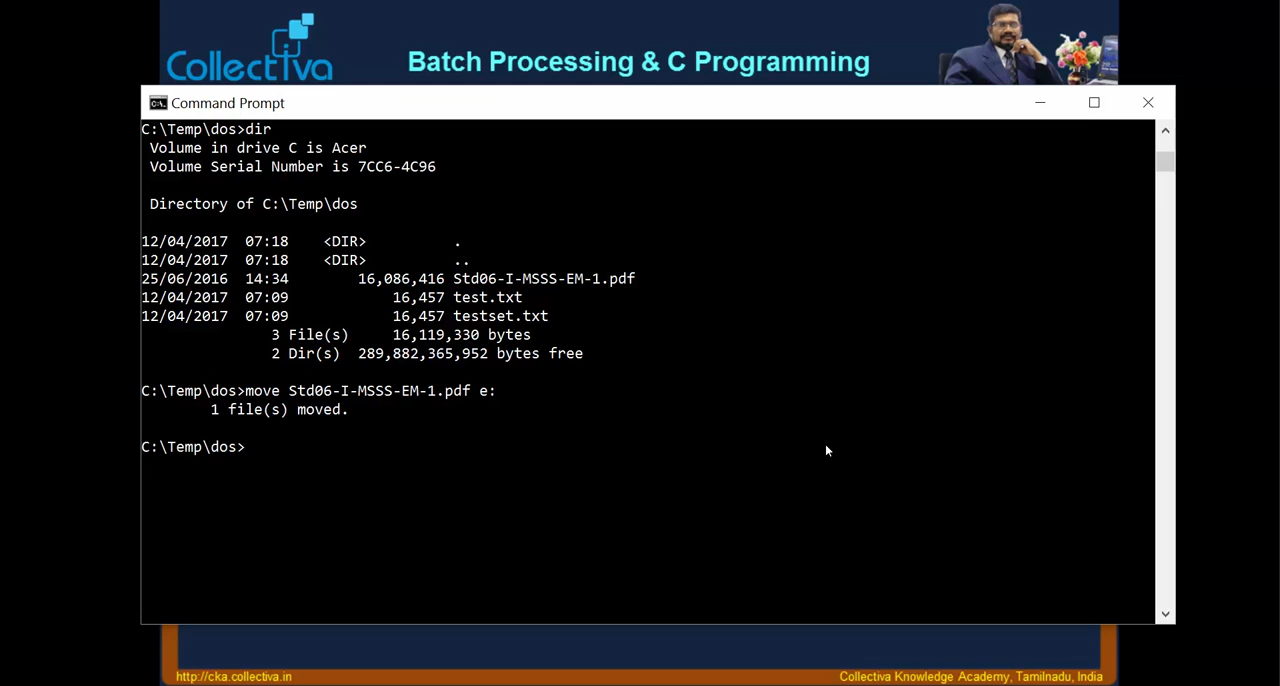 Collectiva
Batch Processing & C Programming
Command Prompt
C:\Temp\dos>dir
Volume in drive C is Acer
Volume Serial Number is 7CC6-4C96
Directory of C:\Temp\dos
12/04/2017  07:18    <DIR>          .
12/04/2017  07:18    <DIR>          ..
25/06/2016  14:34        16,086,416 Std06-I-MSSS-EM-1.pdf
12/04/2017  07:09            16,457 test.txt
12/04/2017  07:09            16,457 testset.txt
3 File(s)     16,119,330 bytes
2 Dir(s)  289,882,365,952 bytes free
C:\Temp\dos>move Std06-I-MSSS-EM-1.pdf e:
1 file(s) moved.
C:\Temp\dos>
http://cka.collectiva.in
Collectiva Knowledge Academy, Tamilnadu, India